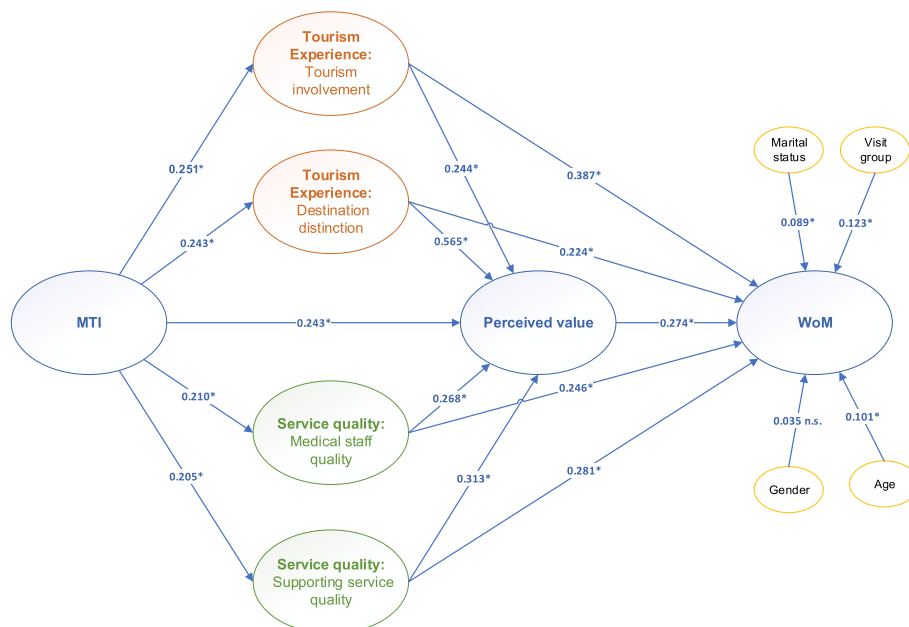 Tourism
Experience:
Tourism
involvement
Marital
status
Visit
group
0.251*
0.244*
0.387*
Tourism
Experience:
Destination
distinction
0.089*
0.123*
0.243*
0.565*
0.224*
MTI
0.243*
Perceived value
0.274*
WoM
0.210*
0.268*
0.246*
Service quality:
Medical staff
quality
0.035 n.s.
0.101*
0.205*
0.313*
0.281*
Gender
Age
Service quality:
Supporting service
quality